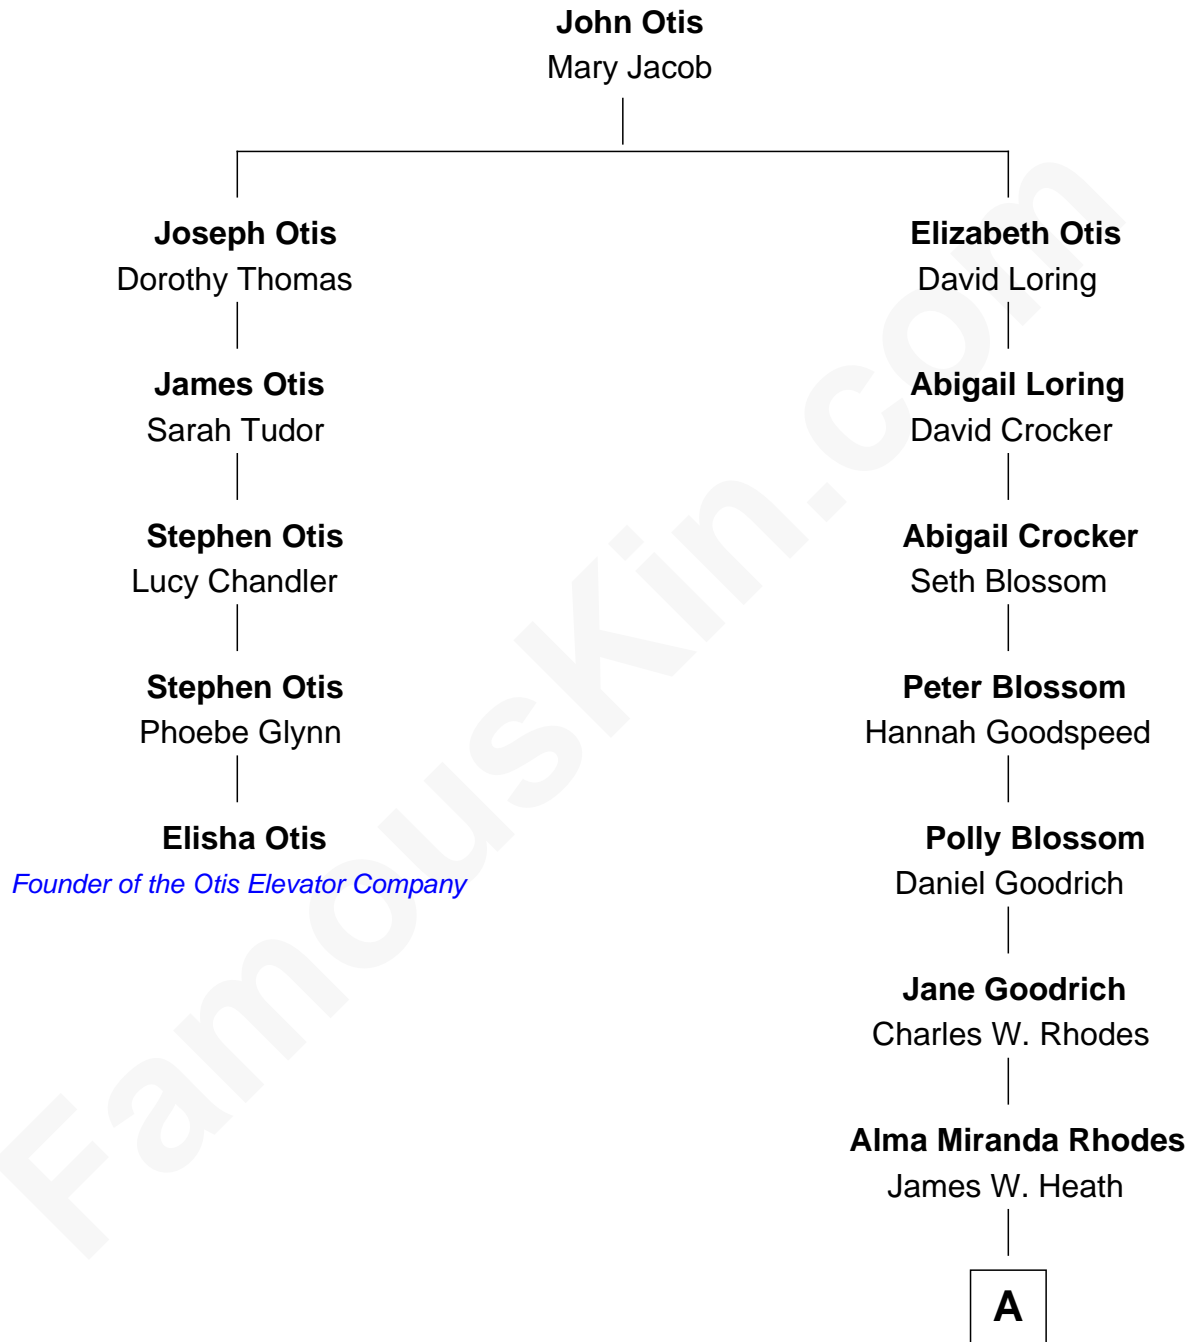 John Otis
Mary Jacob
Joseph Otis
Dorothy Thomas
James Otis
Sarah Tudor
Stephen Otis
Lucy Chandler
Stephen Otis
Phoebe Glynn
Elisha Otis
Founder of the Otis Elevator Company
Elizabeth Otis
David Loring
Abigail Loring
David Crocker
Abigail Crocker
Seth Blossom
Peter Blossom
Hannah Goodspeed
Polly Blossom
Daniel Goodrich
Jane Goodrich
Charles W. Rhodes
Alma Miranda Rhodes
James W. Heath
A
FamousKin.com